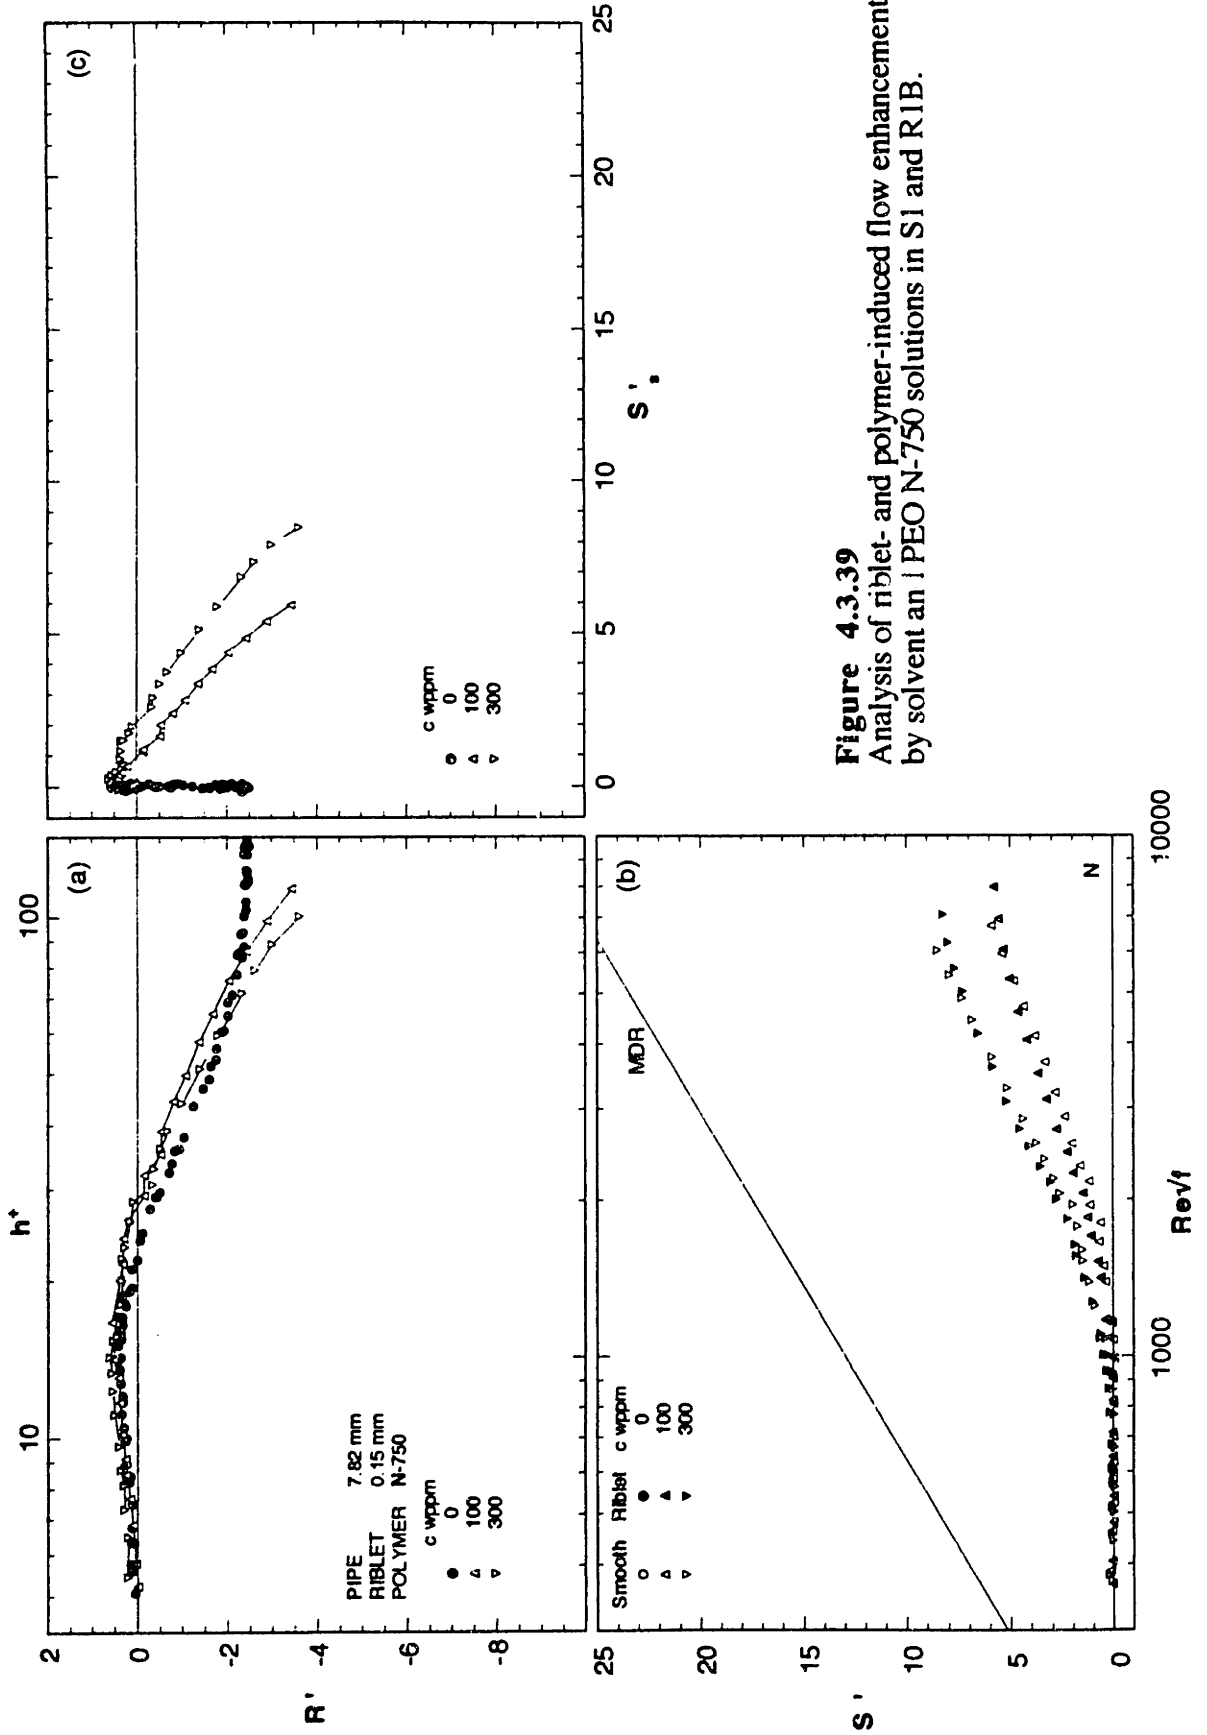 h+
10
100
(a)
2
0
-2
-4
-6
-8
R'
PIPE 7.82 mm
RIBLET 0.15 mm
POLYMER N-750
c wppm
0
100
300
(c)
c wppm
0
100
300
0
5
10
15
20
25
S's
(b)
MDR
N
25
20
15
10
5
0
S'
Smooth Riblet c wppm
0
100
300
1000
10000
Re√f
Figure 4.3.39
Analysis of riblet- and polymer-induced flow enhancement
by solvent an PEO N-750 solutions in S1 and R1B.